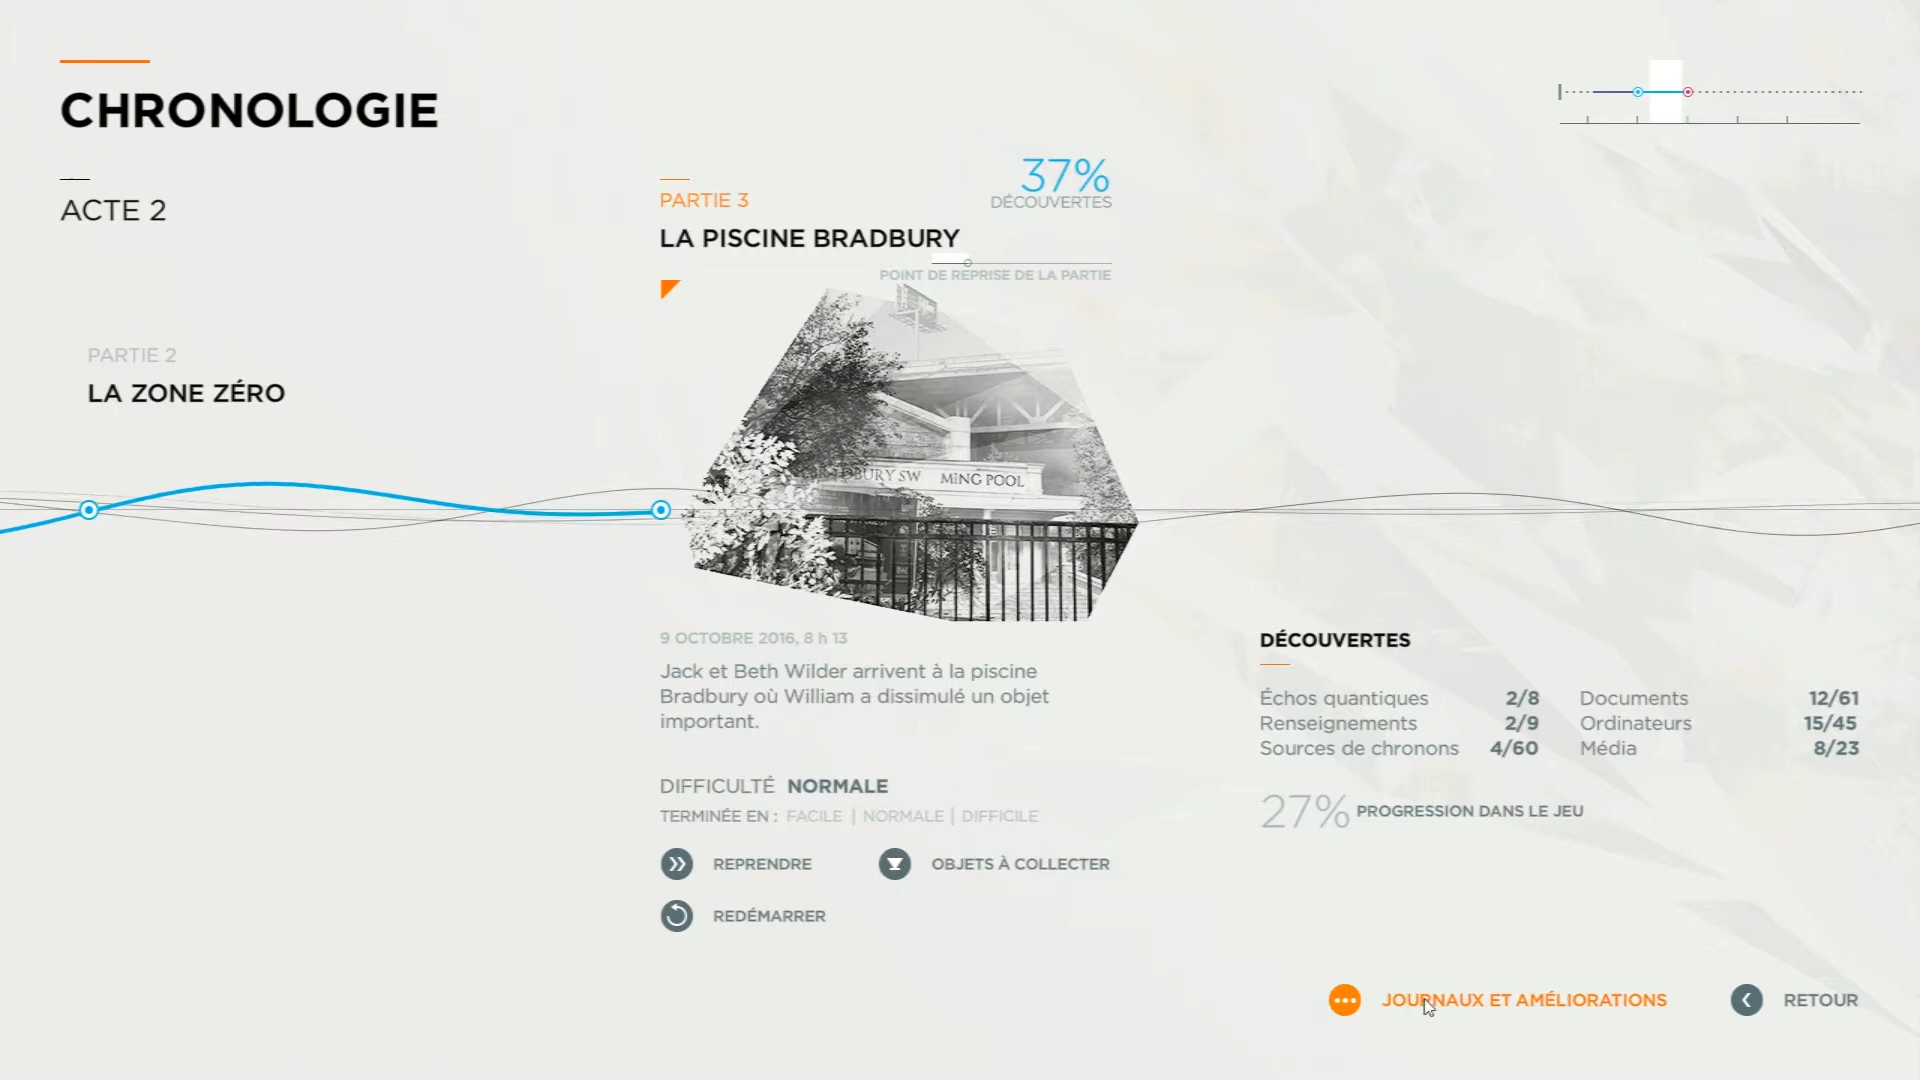 CHRONOLOGIE
ACTE 2
PARTIE 2
LA ZONE ZÉRO
PARTIE 3
37%
DÉCOUVERTES
LA PISCINE BRADBURY
POINT DE REPRISE DE LA PARTIE
MING POOL
9 OCTOBRE 2016, 8 h 13
Jack et Beth Wilder arrivent à la piscine
Bradbury où William a dissimulé un objet
important.
DIFFICULTÉ NORMALE
TERMINÉE EN : FACILE | NORMALE | DIFFICILE
REPRENDRE
OBJETS À COLLECTER
REDÉMARRER
DÉCOUVERTES
Échos quantiques 2/8 Documents 12/61
Renseignements 2/9 Ordinateurs 15/45
Sources de chronons 4/60 Média 8/23
27% PROGRESSION DANS LE JEU
JOURNAUX ET AMÉLIORATIONS
RETOUR